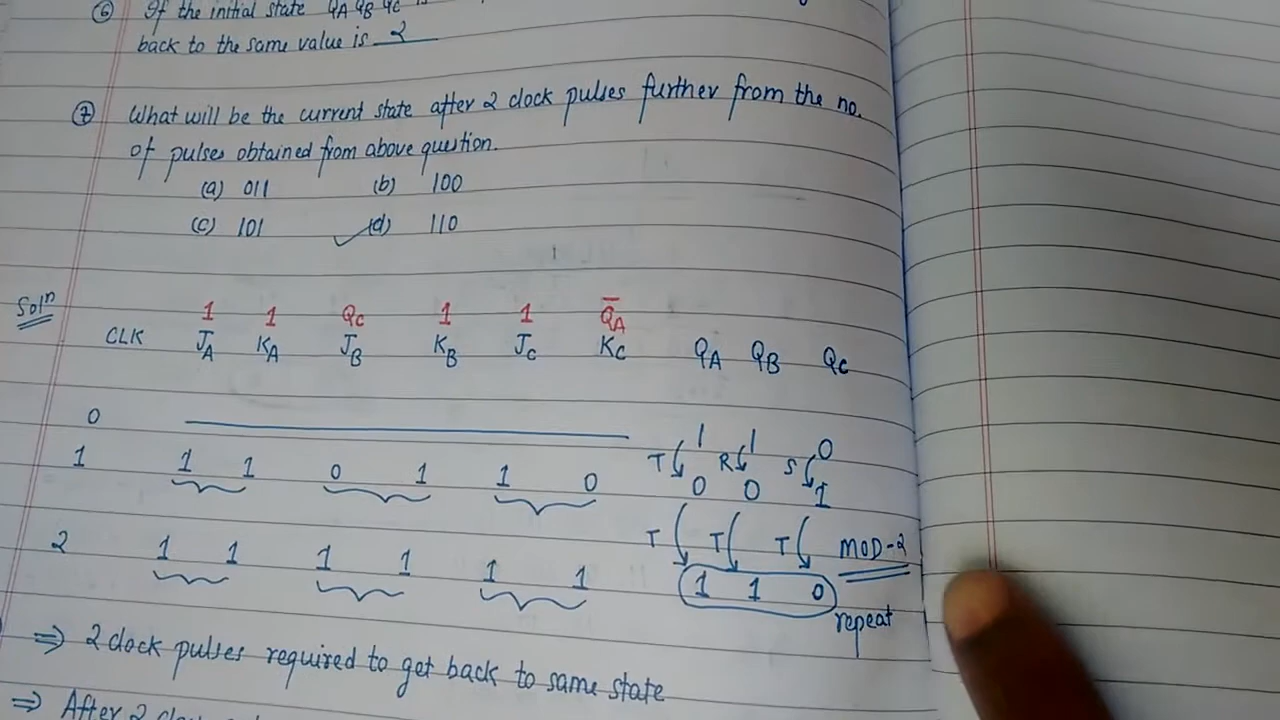 ⑥ If the initial state QA QB QC
back to the same value is 2
⑦ What will be the current state after 2 clock pulses further from the no.
of pulses obtained from above question.
(a) 011 (b) 100
(c) 101 ✓(d) 110
Solⁿ
1 1 QC 1 1 Q̅A
CLK JA KA JB KB JC KC QA QB QC
0 1 1 0
1 1 1 0 1 1 0 T R S
0 0 1
2 1 1 1 1 1 1 T T T MOD-2
1 1 0
repeat
⇒ 2 clock pulses required to get back to same state
⇒ After 2